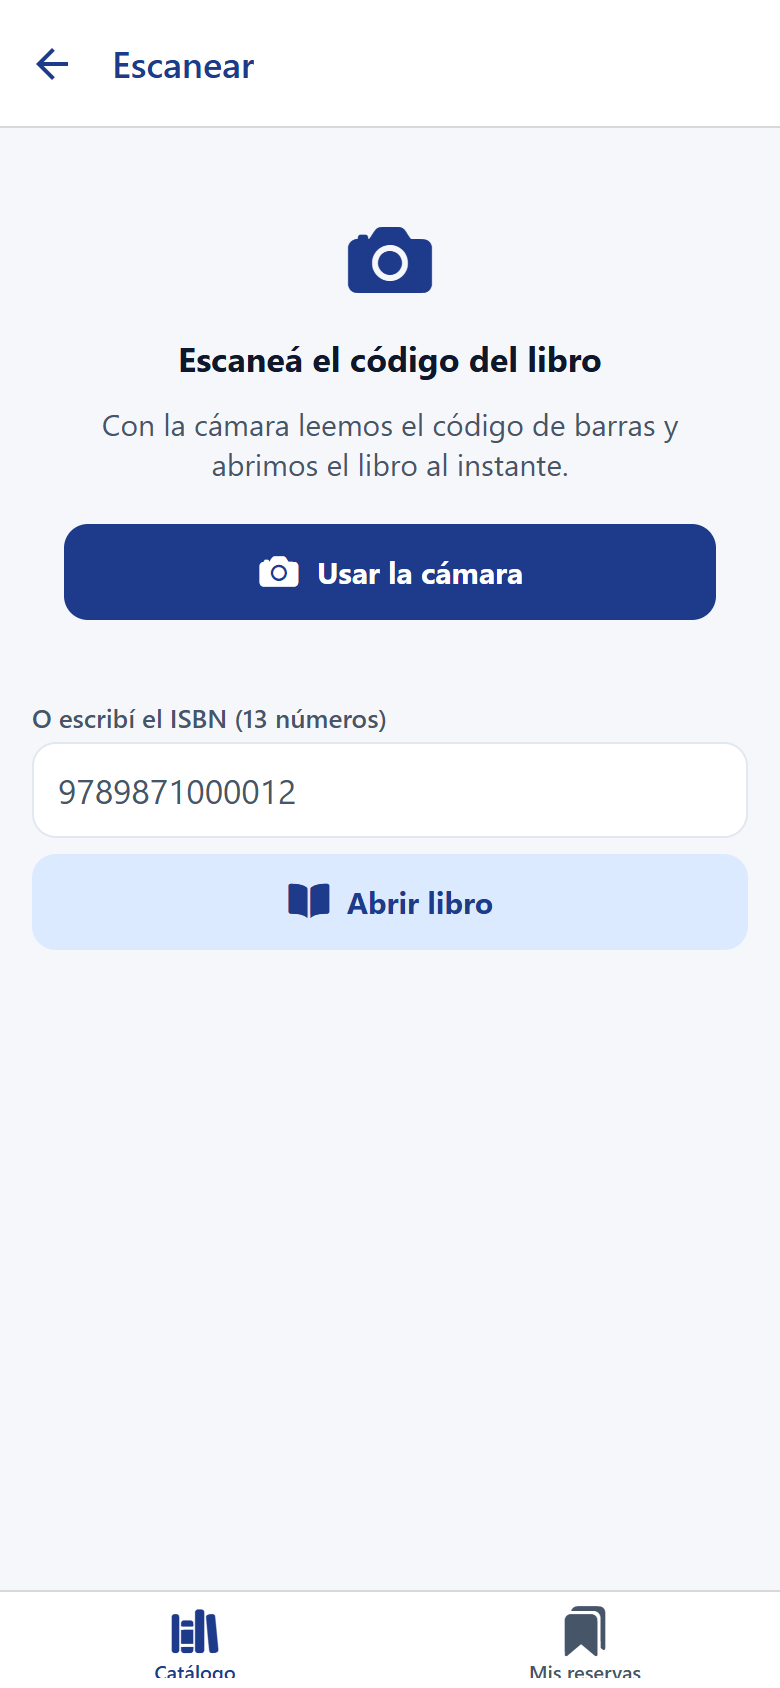 Escanear
Escaneá el código del libro
Con la cámara leemos el código de barras y
abrimos el libro al instante.
Usar la cámara
O escribí el ISBN (13 números)
9789871000012
Abrir libro
Catálogo
Mis reservas